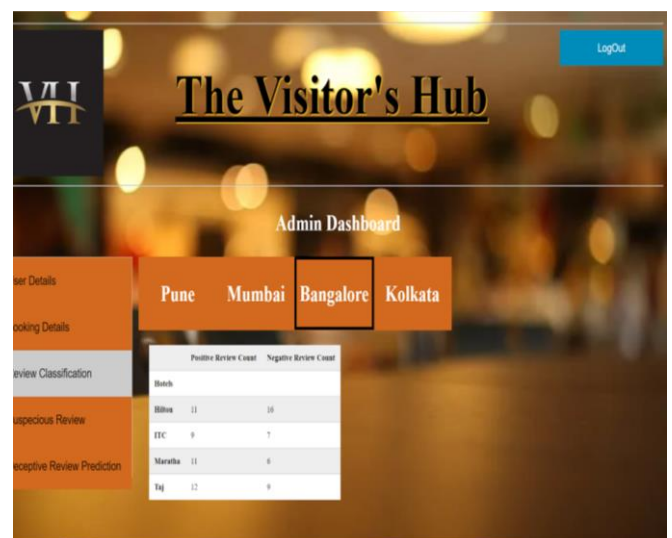 LogOut
VH
The Visitor's Hub
Admin Dashboard
ser Details
ooking Details
eview Classification
uspecious Review
eceptive Review Prediction
Pune Mumbai Bangalore Kolkata
Positive Review Count Negative Review Count
Hotels
Hilton 11 16
ITC 9 7
Maratha 11 6
Taj 12 9